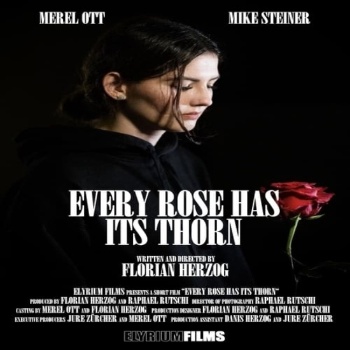 MEREL OTT MIKE STEINER
EVERY ROSE HAS
ITS THORN
WRITTEN AND DIRECTED BY
FLORIAN HERZOG
ELYRIUM FILMS PRESENTS A SHORT FILM "EVERY ROSE HAS ITS THORN"
PRODUCED BY FLORIAN HERZOG AND RAPHAEL RUTSCHI DIRECTOR OF PHOTOGRAPHY RAPHAEL RUTSCHI
CASTING BY MEREL OTT AND FLORIAN HERZOG PRODUCTION DESIGNER FLORIAN HERZOG AND RAPHAEL RUTSCHI
EXECUTIVE PRODUCERS JURE ZÜRCHER AND MEREL OTT PRODUCTION ASSISTANT DANIS HERZOG AND JURE ZÜRCHER
ELYRIUMFILMS